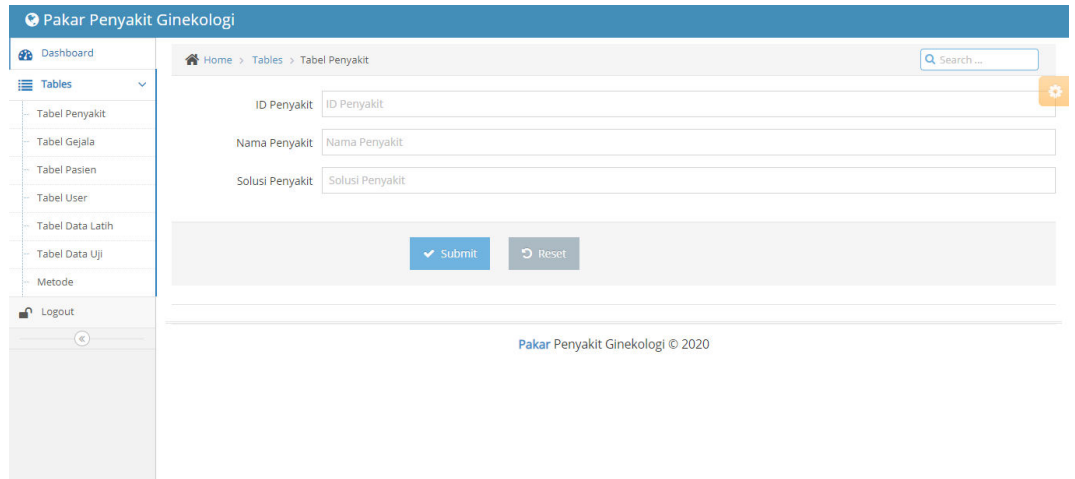 Pakar Penyakit Ginekologi
Dashboard
Tables
Tabel Penyakit
Tabel Gejala
Tabel Pasien
Tabel User
Tabel Data Latih
Tabel Data Uji
Metode
Logout
Home > Tables > Tabel Penyakit
Search ...
ID Penyakit ID Penyakit
Nama Penyakit Nama Penyakit
Solusi Penyakit Solusi Penyakit
Submit Reset
Pakar Penyakit Ginekologi © 2020